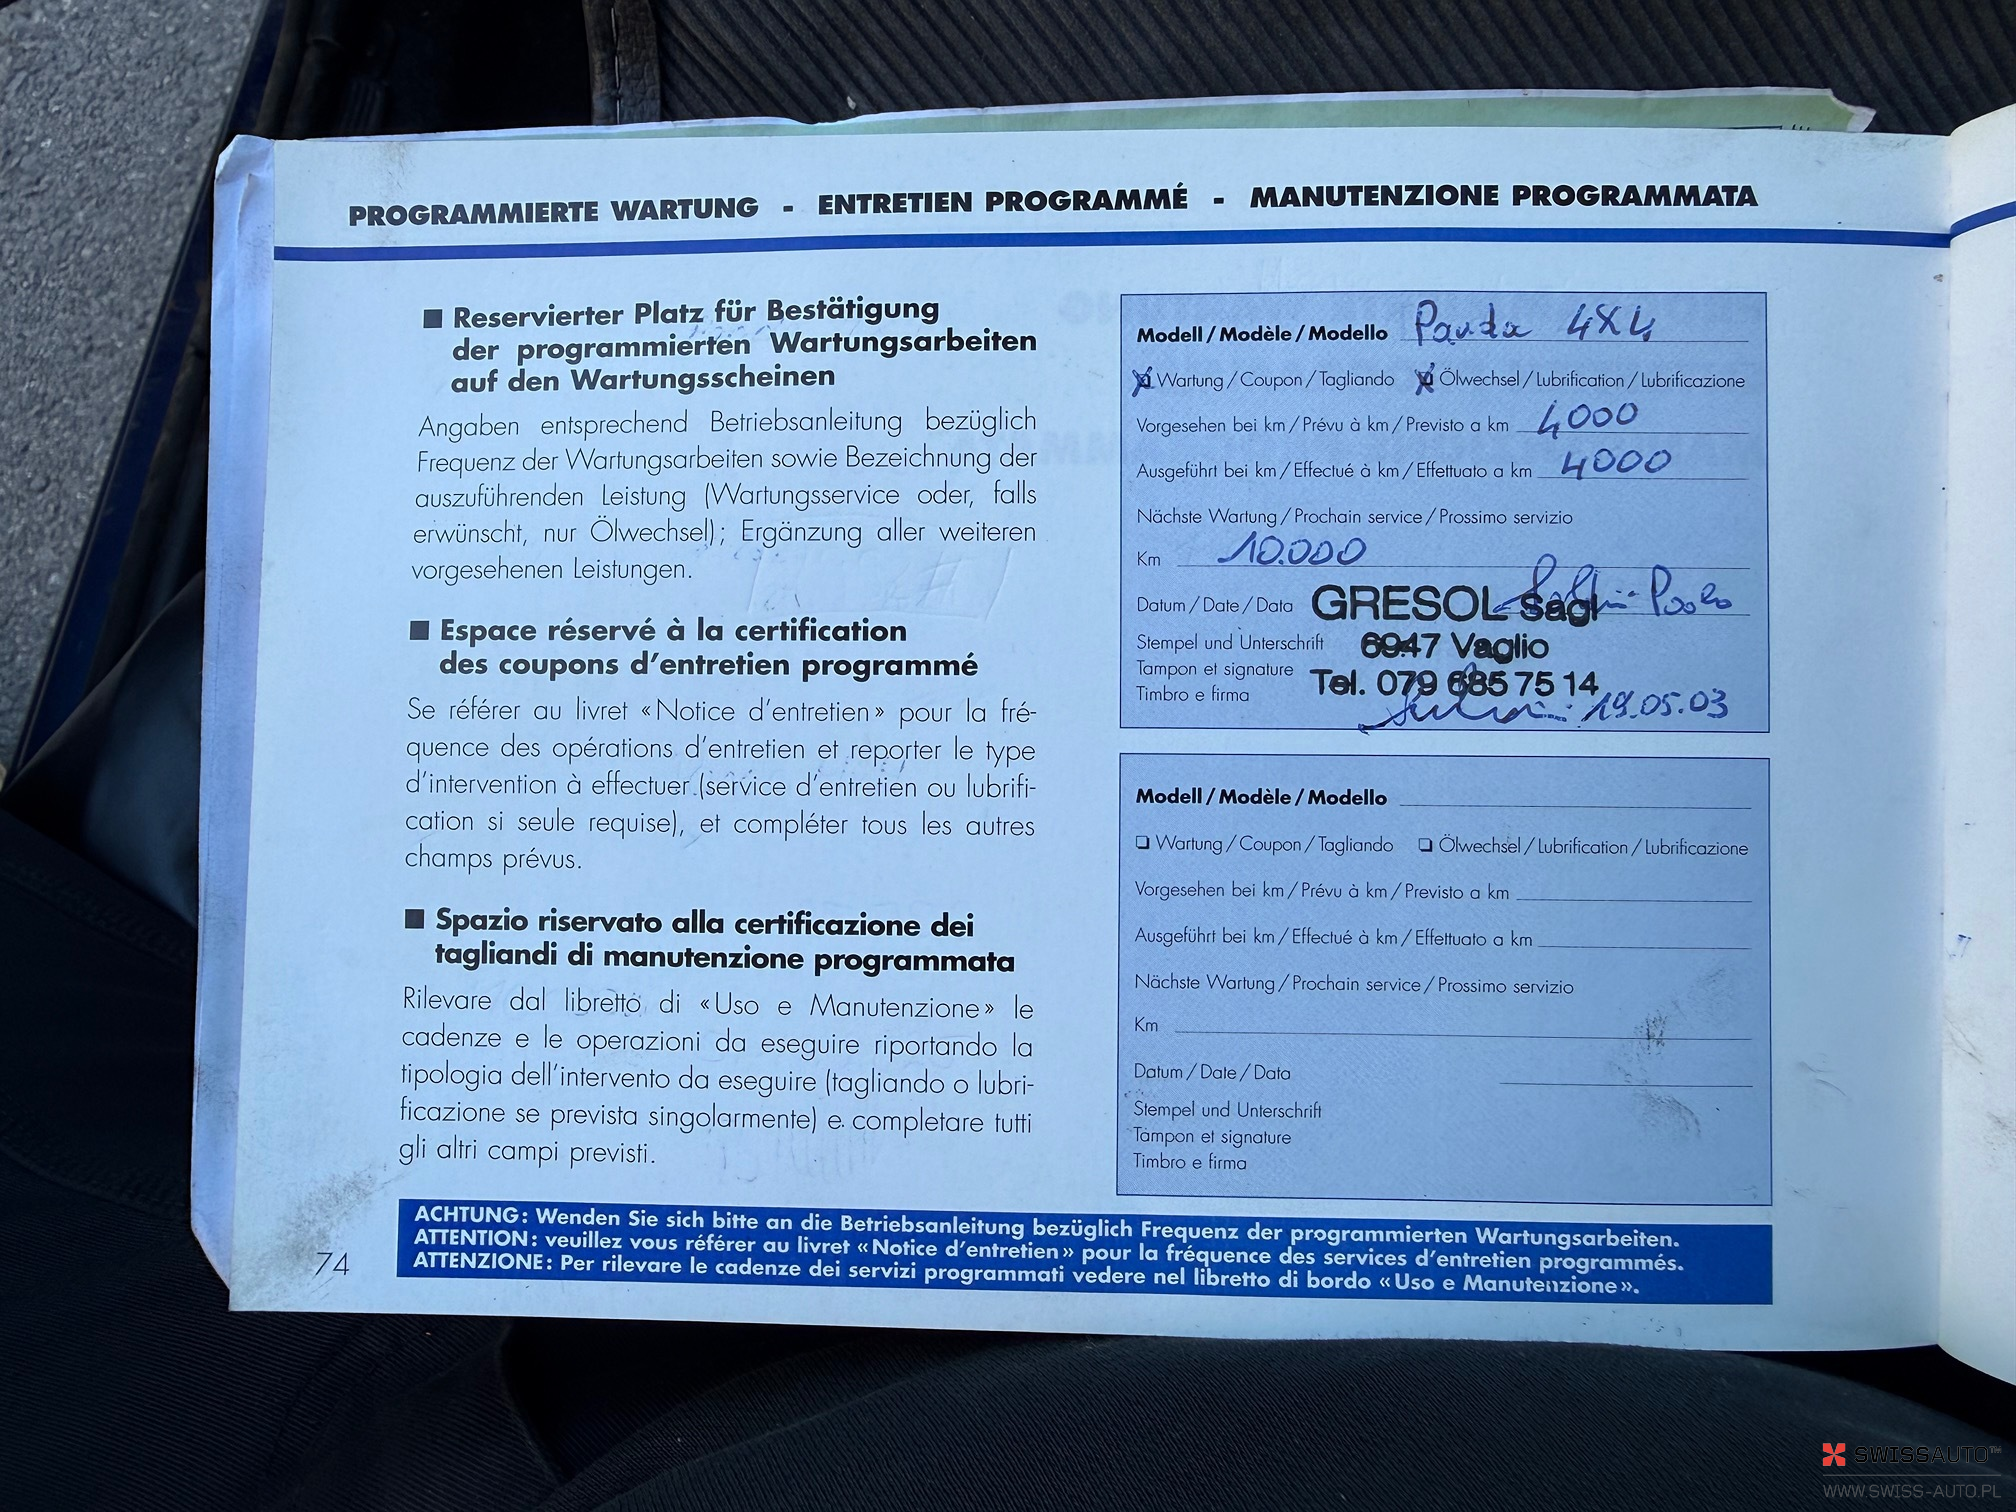 PROGRAMMIERTE WARTUNG - ENTRETIEN PROGRAMMÉ - MANUTENZIONE PROGRAMMATA
■ Reservierter Platz für Bestätigung
der programmierten Wartungsarbeiten
auf den Wartungsscheinen
Angaben entsprechend Betriebsanleitung bezüglich
Frequenz der Wartungsarbeiten sowie Bezeichnung der
auszuführenden Leistung (Wartungsservice oder, falls
erwünscht, nur Ölwechsel); Ergänzung aller weiteren
vorgesehenen Leistungen.
■ Espace réservé à la certification
des coupons d'entretien programmé
Se référer au livret «Notice d'entretien» pour la fré-
quence des opérations d'entretien et reporter le type
d'intervention à effectuer (service d'entretien ou lubrifi-
cation si seule requise), et compléter tous les autres
champs prévus.
■ Spazio riservato alla certificazione dei
tagliandi di manutenzione programmata
Rilevare dal libretto di «Uso e Manutenzione» le
cadenze e le operazioni da eseguire riportando la
tipologia dell'intervento da eseguire (tagliando o lubri-
ficazione se prevista singolarmente) e completare tutti
gli altri campi previsti.
Modell / Modèle / Modello Panda 4X4
Wartung / Coupon / Tagliando Ölwechsel / Lubrification / Lubrificazione
Vorgesehen bei km / Prévu à km / Previsto a km 4000
Ausgeführt bei km / Effectué à km / Effettuato a km 4000
Nächste Wartung / Prochain service / Prossimo servizio
Km 10.000
Datum / Date / Data GRESOL Sagl Paolo
Stempel und Unterschrift 6947 Vaglio
Tampon et signature Tel. 079 685 75 14
Timbro e firma 19.05.03
Modell / Modèle / Modello
Wartung / Coupon / Tagliando Ölwechsel / Lubrification / Lubrificazione
Vorgesehen bei km / Prévu à km / Previsto a km
Ausgeführt bei km / Effectué à km / Effettuato a km
Nächste Wartung / Prochain service / Prossimo servizio
Km
Datum / Date / Data
Stempel und Unterschrift
Tampon et signature
Timbro e firma
ACHTUNG: Wenden Sie sich bitte an die Betriebsanleitung bezüglich Frequenz der programmierten Wartungsarbeiten.
ATTENTION: veuillez vous référer au livret «Notice d'entretien» pour la fréquence des services d'entretien programmés.
ATTENZIONE: Per rilevare le cadenze dei servizi programmati vedere nel libretto di bordo «Uso e Manutenzione».
74
SWISSAUTO™
WWW.SWISS-AUTO.PL